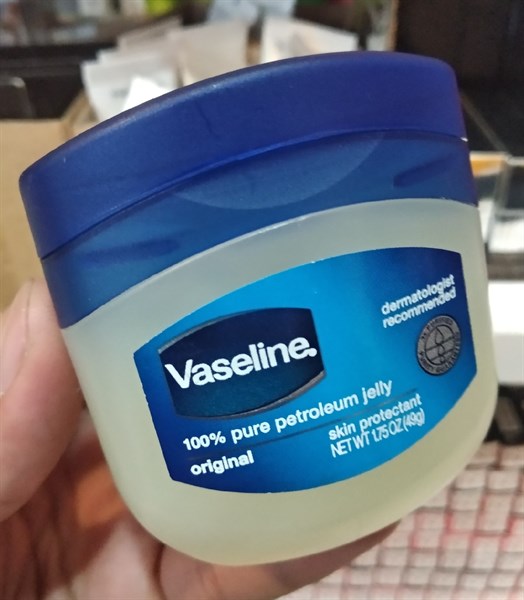 dermatologist
recommended
Vaseline.
100% pure petroleum jelly
original
skin protectant
NET WT 1.75 OZ (49g)